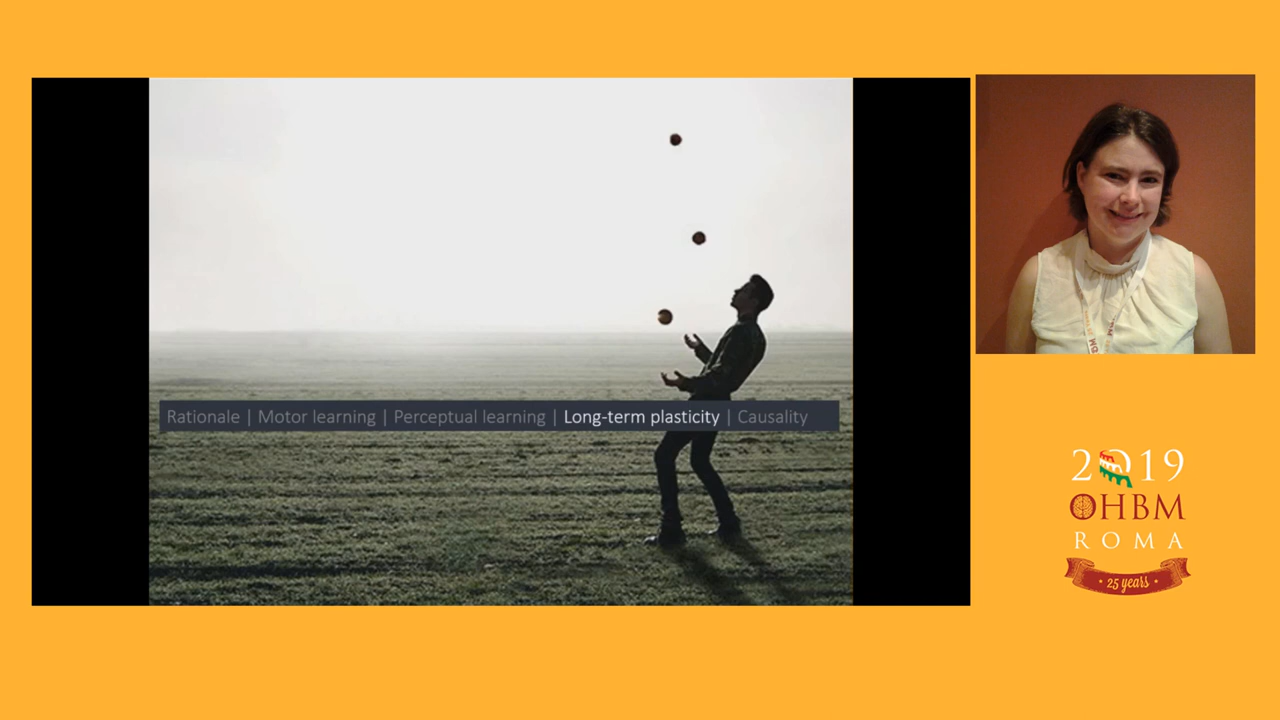 Rationale | Motor learning | Perceptual learning | Long-term plasticity | Causality
2019
OHBM
ROMA
• 25 years •